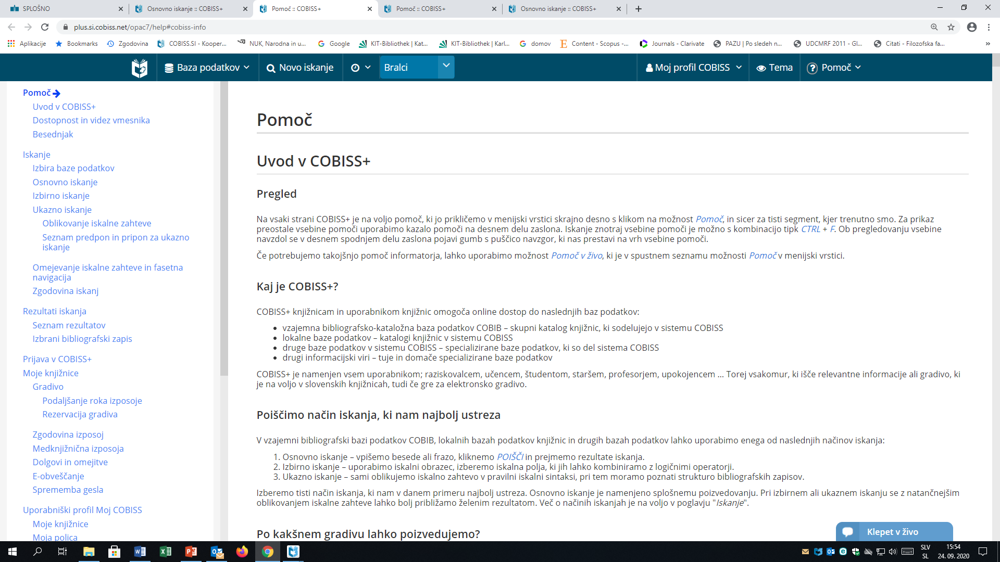 SPLOŠNO
Osnovno iskanje :: COBISS+
Pomoč :: COBISS+
Pomoč :: COBISS+
Osnovno iskanje :: COBISS+
plus.si.cobiss.net/opac7/help#cobiss-info
Aplikacije
Bookmarks
Zgodovina
COBISS.SI - Kooper...
NUK, Narodna in u...
Google
KIT-Bibliothek | Kat...
KIT-Bibliothek | Karl...
domov
Content - Scopus -...
Journals - Clarivate
PAZU | Po sledeh n...
UDCMRF 2011 - Gl...
Citati - Filozofska fa...
Baza podatkov
Novo iskanje
Bralci
Moj profil COBISS
Tema
Pomoč
Pomoč
Uvod v COBISS+
Dostopnost in videz vmesnika
Besednjak
Iskanje
Izbira baze podatkov
Osnovno iskanje
Izbirno iskanje
Ukazno iskanje
Oblikovanje iskalne zahteve
Seznam predpon in pripon za ukazno
iskanje
Omejevanje iskalne zahteve in fasetna
navigacija
Zgodovina iskanj
Rezultati iskanja
Seznam rezultatov
Izbrani bibliografski zapis
Prijava v COBISS+
Moje knjižnice
Gradivo
Podaljšanje roka izposoje
Rezervacija gradiva
Zgodovina izposoj
Medknjižnična izposoja
Dolgovi in omejitve
E-obveščanje
Sprememba gesla
Uporabniški profil Moj COBISS
Moje knjižnice
Moja polica
Pomoč
Uvod v COBISS+
Pregled
Na vsaki strani COBISS+ je na voljo pomoč, ki jo prikličemo v menijski vrstici skrajno desno s klikom na možnost Pomoč, in sicer za tisti segment, kjer trenutno smo. Za prikaz
preostale vsebine pomoči uporabimo kazalo pomoči na desnem delu zaslona. Iskanje znotraj vsebine pomoči je možno s kombinacijo tipk CTRL + F. Ob pregledovanju vsebine
navzdol se v desnem spodnjem delu zaslona pojavi gumb s puščico navzgor, ki nas prestavi na vrh vsebine pomoči.
Če potrebujemo takojšnjo pomoč informatorja, lahko uporabimo možnost Pomoč v živo, ki je v spustnem seznamu možnosti Pomoč v menijski vrstici.
Kaj je COBISS+?
COBISS+ knjižnicam in uporabnikom knjižnic omogoča online dostop do naslednjih baz podatkov:
• vzajemna bibliografsko-kataložna baza podatkov COBIB – skupni katalog knjižnic, ki sodelujejo v sistemu COBISS
• lokalne baze podatkov – katalogi knjižnic v sistemu COBISS
• druge baze podatkov v sistemu COBISS – specializirane baze podatkov, ki so del sistema COBISS
• drugi informacijski viri – tuje in domače specializirane baze podatkov
COBISS+ je namenjen vsem uporabnikom; raziskovalcem, učencem, študentom, staršem, profesorjem, upokojencem ... Torej vsakomur, ki išče relevantne informacije ali gradivo, ki
je na voljo v slovenskih knjižnicah, tudi če gre za elektronsko gradivo.
Poiščimo način iskanja, ki nam najbolj ustreza
V vzajemni bibliografski bazi podatkov COBIB, lokalnih bazah podatkov knjižnic in drugih bazah podatkov lahko uporabimo enega od naslednjih načinov iskanja:
1. Osnovno iskanje – vpišemo besede ali frazo, kliknemo POIŠČI in prejmemo rezultate iskanja.
2. Izbirno iskanje – uporabimo iskalni obrazec, izberemo iskalna polja, ki jih lahko kombiniramo z logičnimi operatorji.
3. Ukazno iskanje – sami oblikujemo iskalno zahtevo v pravilni iskalni sintaksi, pri tem moramo poznati strukturo bibliografskih zapisov.
Izberemo tisti način iskanja, ki nam v danem primeru najbolj ustreza. Osnovno iskanje je namenjeno splošnemu poizvedovanju. Pri izbirnem ali ukaznem iskanju se z natančnejšim
oblikovanjem iskalne zahteve lahko bolj približamo želenim rezultatom. Več o načinih iskanjah je na voljo v poglavju "Iskanje".
Po kakšnem gradivu lahko poizvedujemo?
Klepet v živo
SLV
SL
15:54
24. 09. 2020